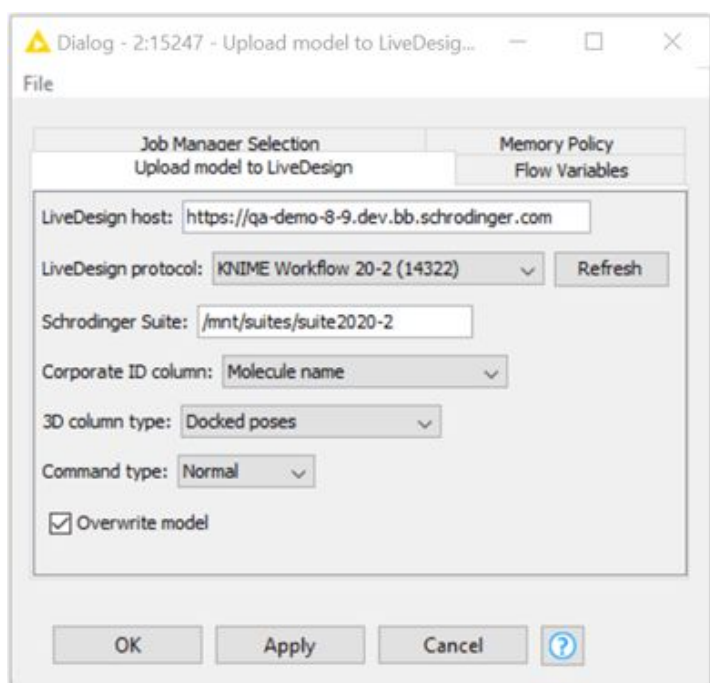 Dialog - 2:15247 - Upload model to LiveDesig...
File
Job Manager Selection Memory Policy
Upload model to LiveDesign Flow Variables
LiveDesign host: https://qa-demo-8-9.dev.bb.schrodinger.com
LiveDesign protocol: KNIME Workflow 20-2 (14322) Refresh
Schrodinger Suite: /mnt/suites/suite2020-2
Corporate ID column: Molecule name
3D column type: Docked poses
Command type: Normal
Overwrite model
OK Apply Cancel ?